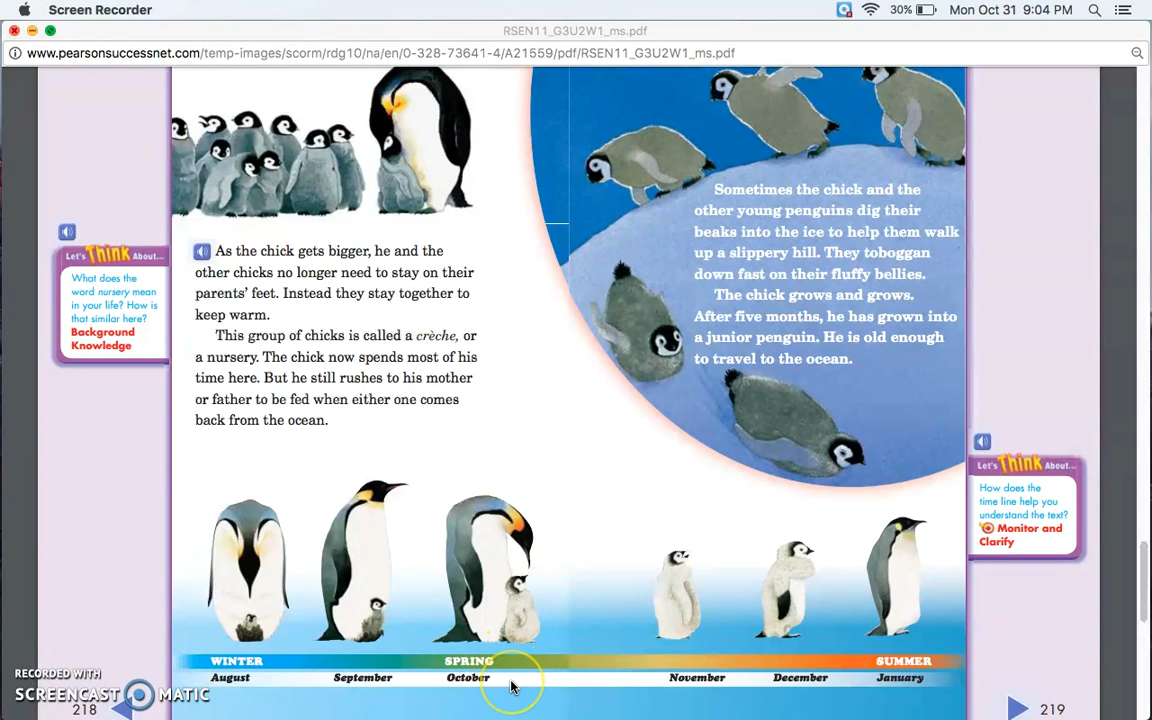 Screen Recorder
30%
Mon Oct 31 9:04 PM
RSEN11_G3U2W1_ms.pdf
www.pearsonsuccessnet.com/temp-images/scorm/rdg10/na/en/0-328-73641-4/A21559/pdf/RSEN11_G3U2W1_ms.pdf
Let's Think About...
What does the
word nursery mean
in your life? How is
that similar here?
Background
Knowledge
As the chick gets bigger, he and the
other chicks no longer need to stay on their
parents' feet. Instead they stay together to
keep warm.
This group of chicks is called a crèche, or
a nursery. The chick now spends most of his
time here. But he still rushes to his mother
or father to be fed when either one comes
back from the ocean.
Sometimes the chick and the
other young penguins dig their
beaks into the ice to help them walk
up a slippery hill. They toboggan
down fast on their fluffy bellies.
The chick grows and grows.
After five months, he has grown into
a junior penguin. He is old enough
to travel to the ocean.
Let's Think About...
How does the
time line help you
understand the text?
Monitor and
Clarify
WINTER SPRING SUMMER
August September October November December January
RECORDED WITH
SCREENCAST MATIC
218 219